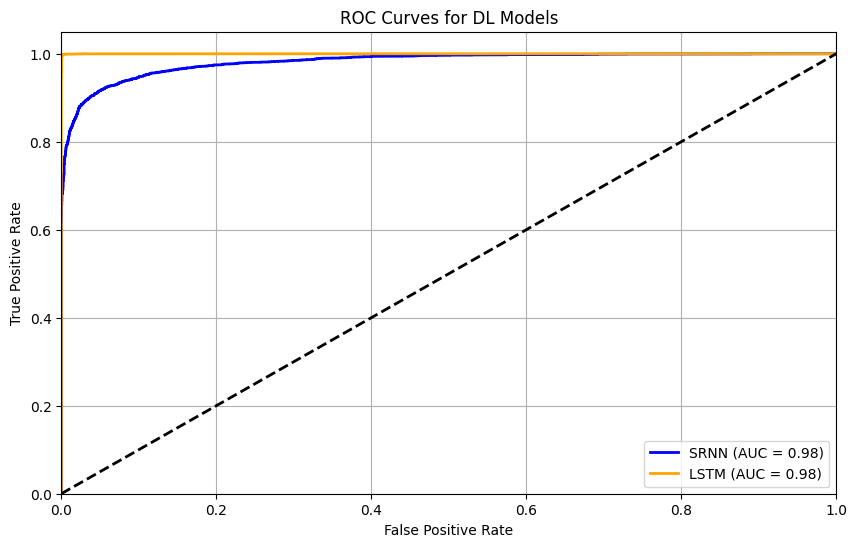 ROC Curves for DL Models
True Positive Rate
1.0
0.8
0.6
0.4
0.2
0.0
0.0 0.2 0.4 0.6 0.8 1.0
False Positive Rate
SRNN (AUC = 0.98)
LSTM (AUC = 0.98)